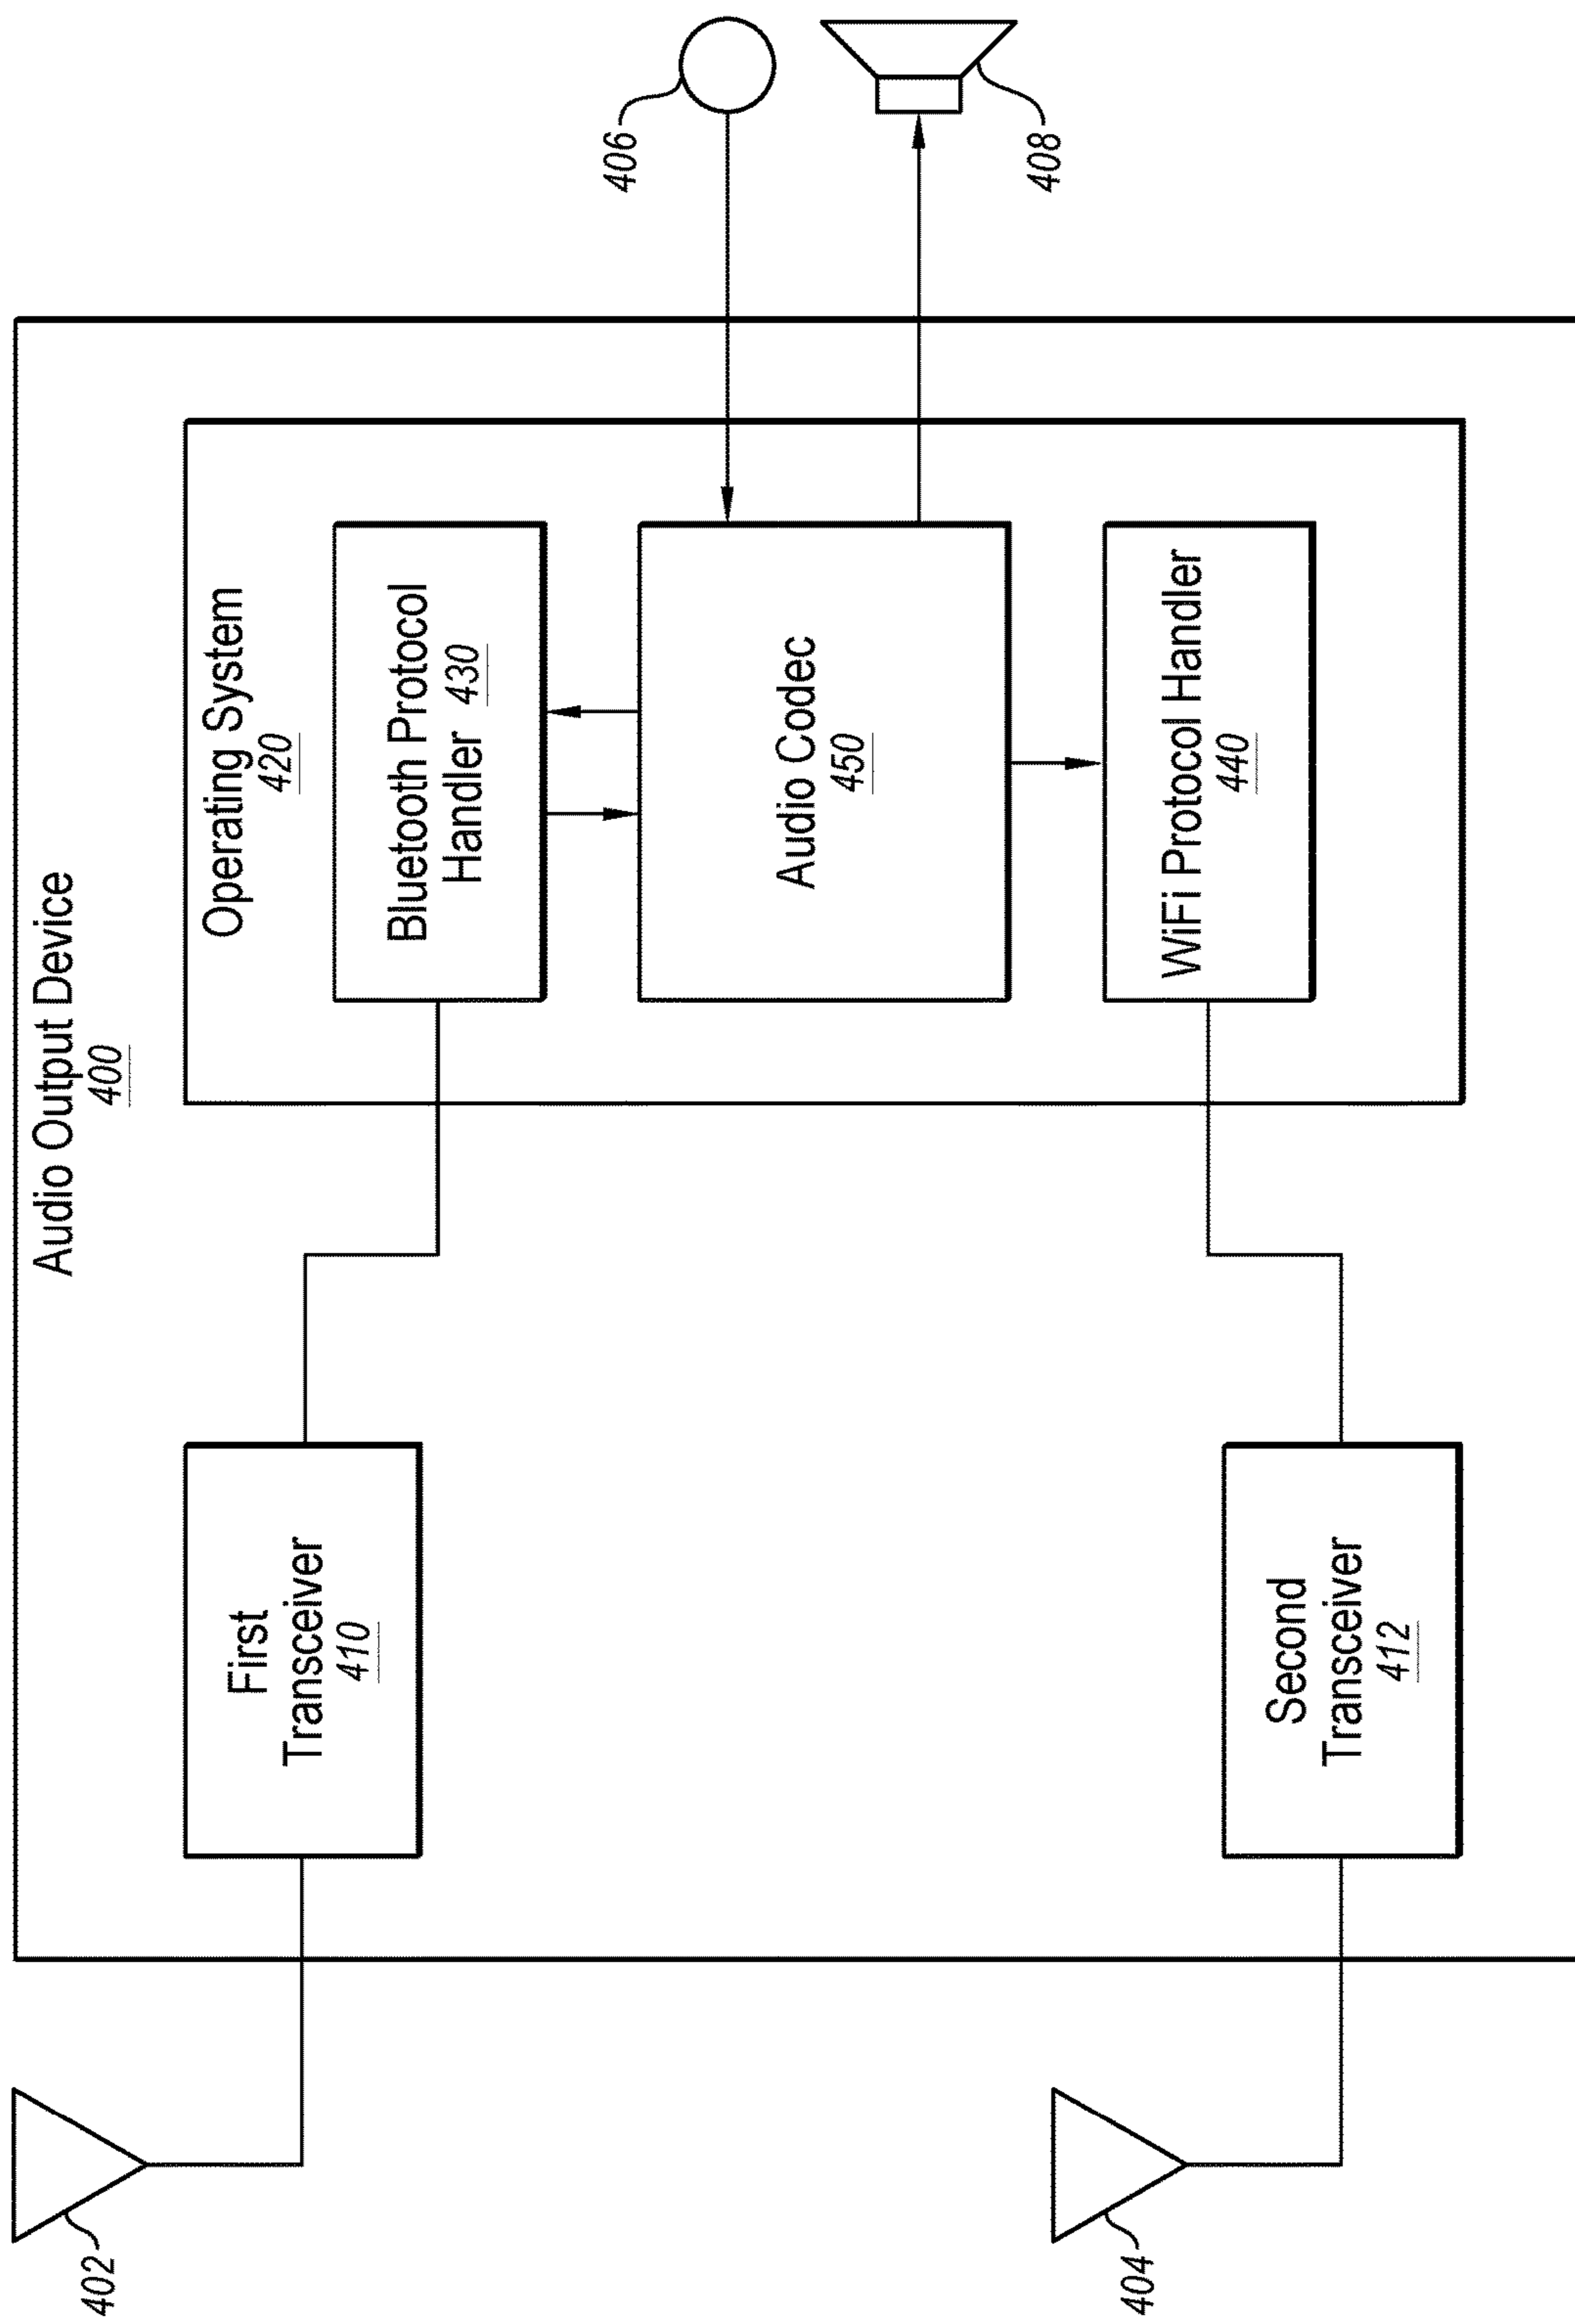 Audio Output Device
400
402
First
Transceiver
410
Operating System
420
Bluetooth Protocol
Handler 430
406
Audio Codec
450
408
404
Second
Transceiver
412
WiFi Protocol Handler
440